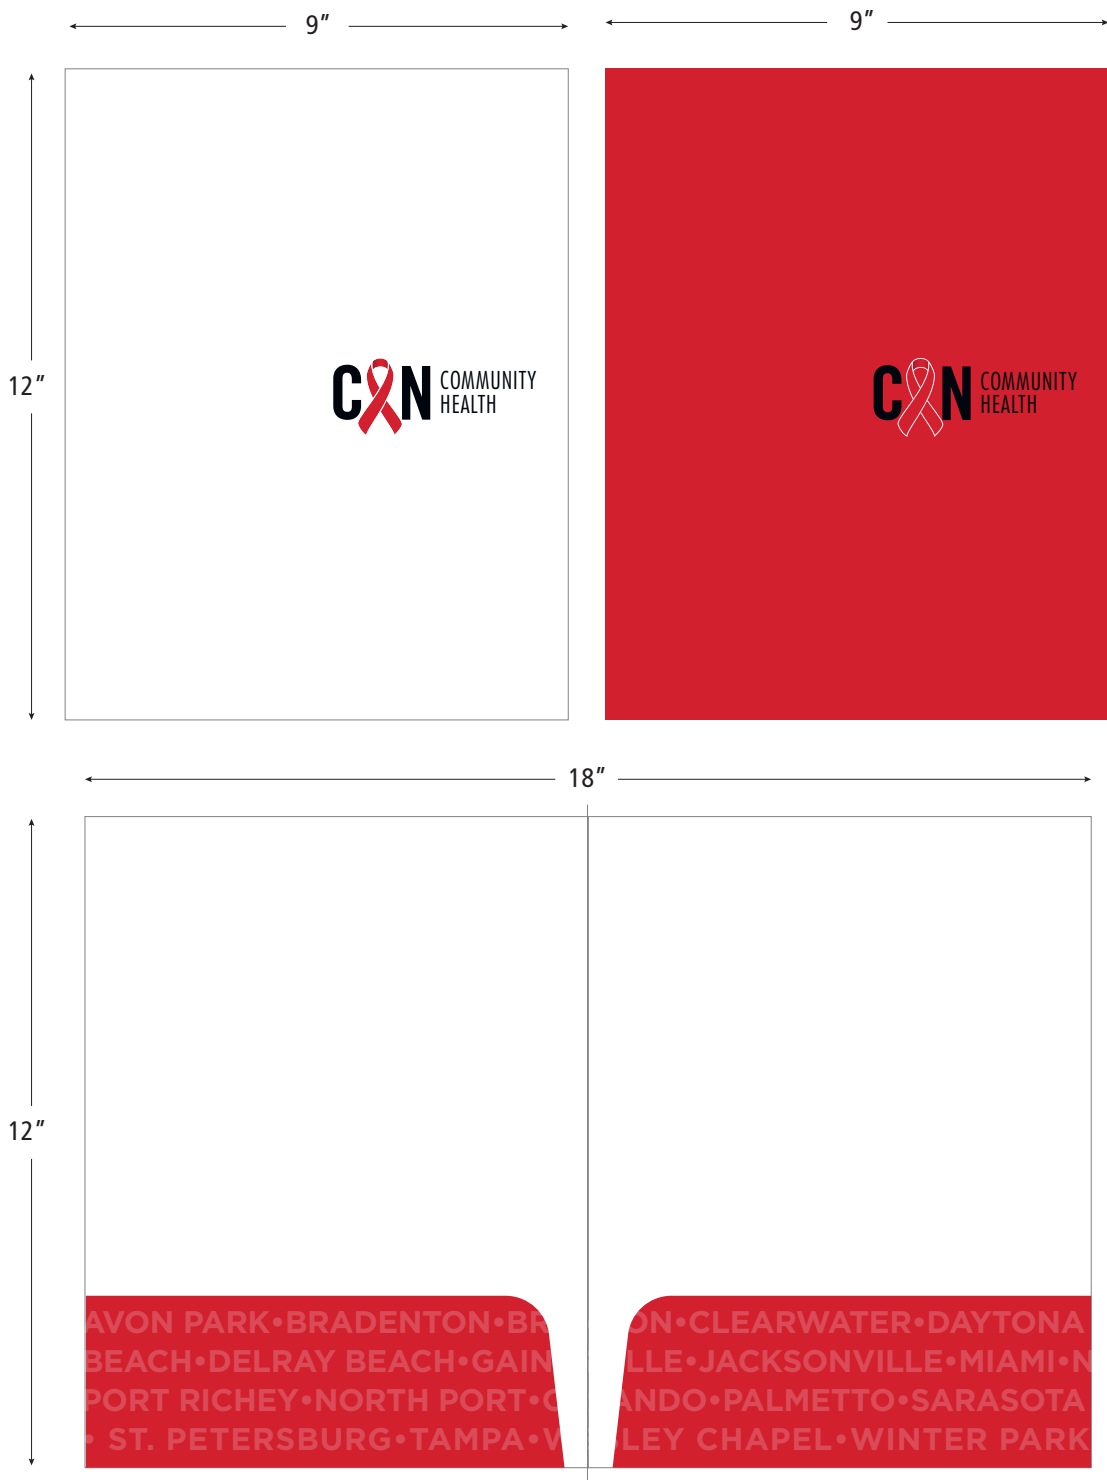 9”
9”
12”
C N COMMUNITY
HEALTH
C N COMMUNITY
HEALTH
18”
12”
AVON PARK•BRADENTON•BR ON•CLEARWATER•DAYTONA
BEACH•DELRAY BEACH•GAIN LLE•JACKSONVILLE•MIAMI•N
PORT RICHEY•NORTH PORT•O ANDO•PALMETTO•SARASOTA
• ST. PETERSBURG•TAMPA•W LEY CHAPEL•WINTER PARK